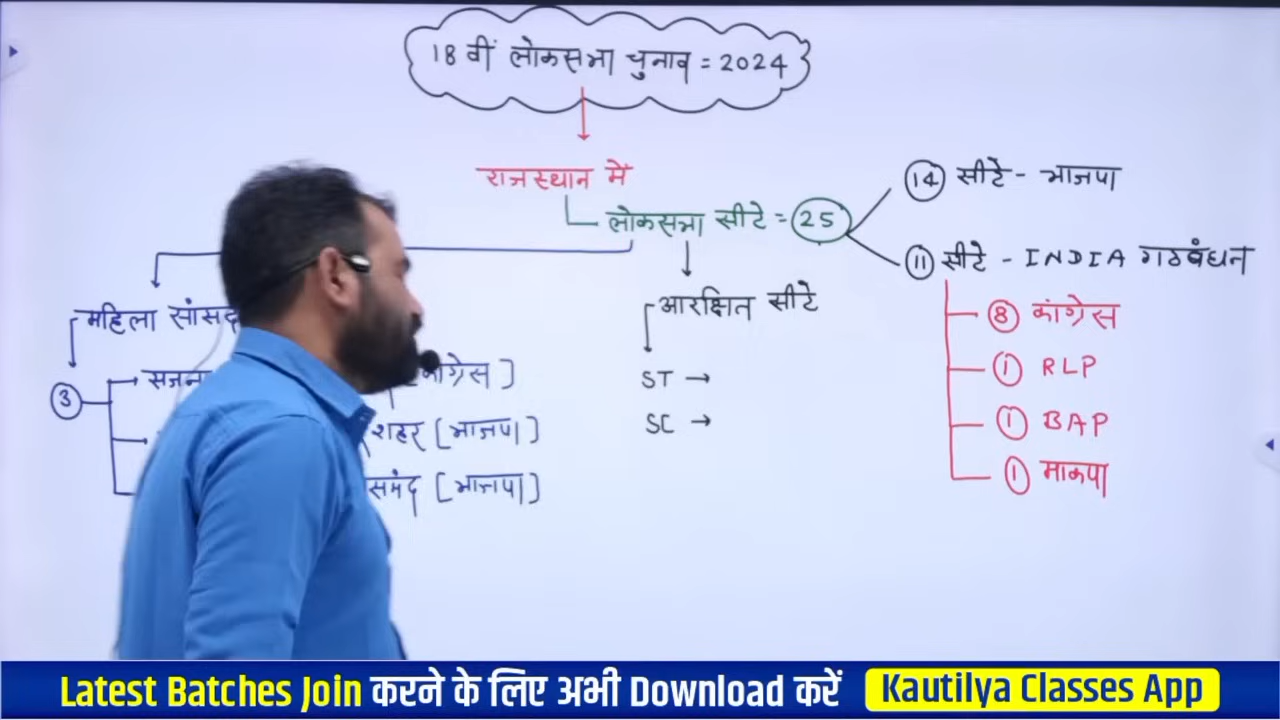 18 वीं लोकसभा चुनाव = 2024
राजस्थान में
लोकसभा सीटे = 25
14 सीटे - भाजपा
11 सीटे - INDIA गठबंधन
8 कांग्रेस
1 RLP
1 BAP
1 माकपा
आरक्षित सीटे
ST →
SC →
महिला सांसद
3
शहर [भाजपा]
[भाजपा]
Latest Batches Join करने के लिए अभी Download करें
Kautilya Classes App